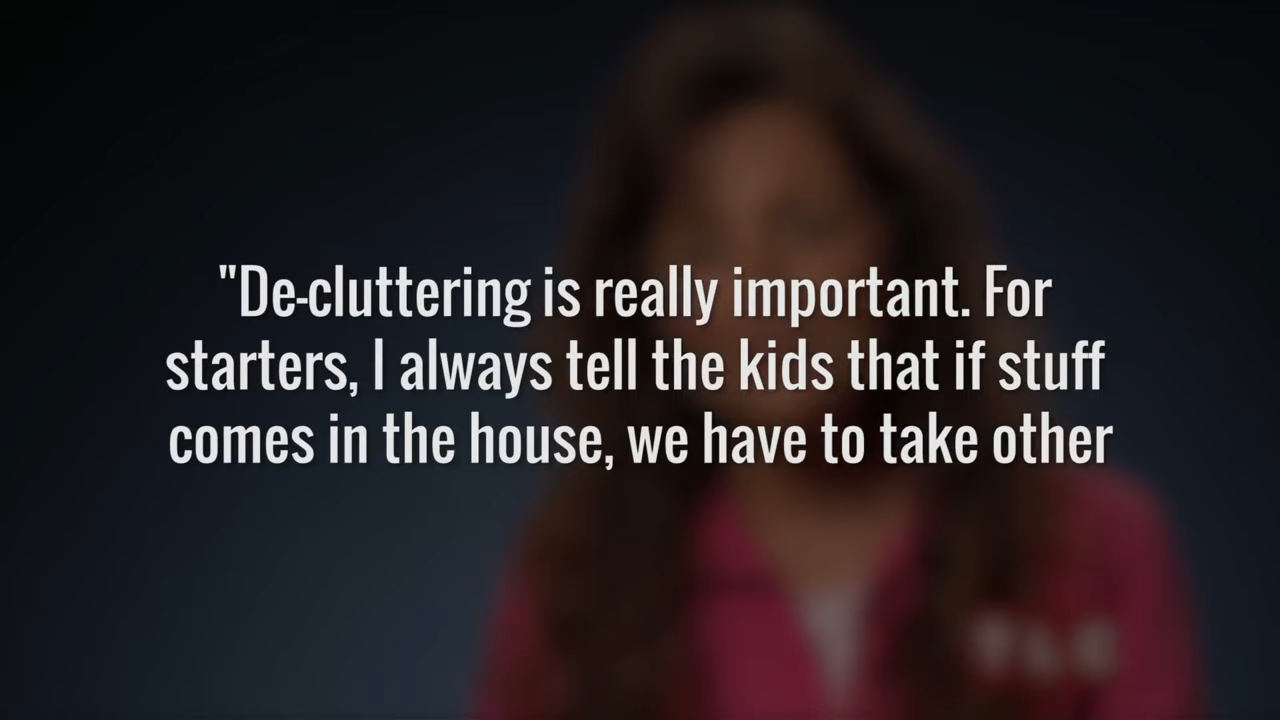 "De-cluttering is really important. For
starters, I always tell the kids that if stuff
comes in the house, we have to take other
TLC